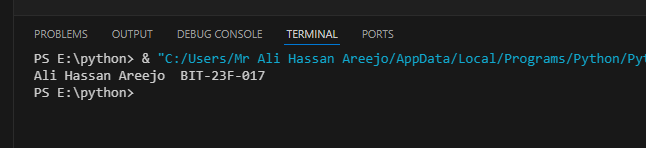 PROBLEMS OUTPUT DEBUG CONSOLE TERMINAL PORTS
PS E:\python> & "C:/Users/Mr Ali Hassan Areejo/AppData/Local/Programs/Python/Pyt
Ali Hassan Areejo  BIT-23F-017
PS E:\python>